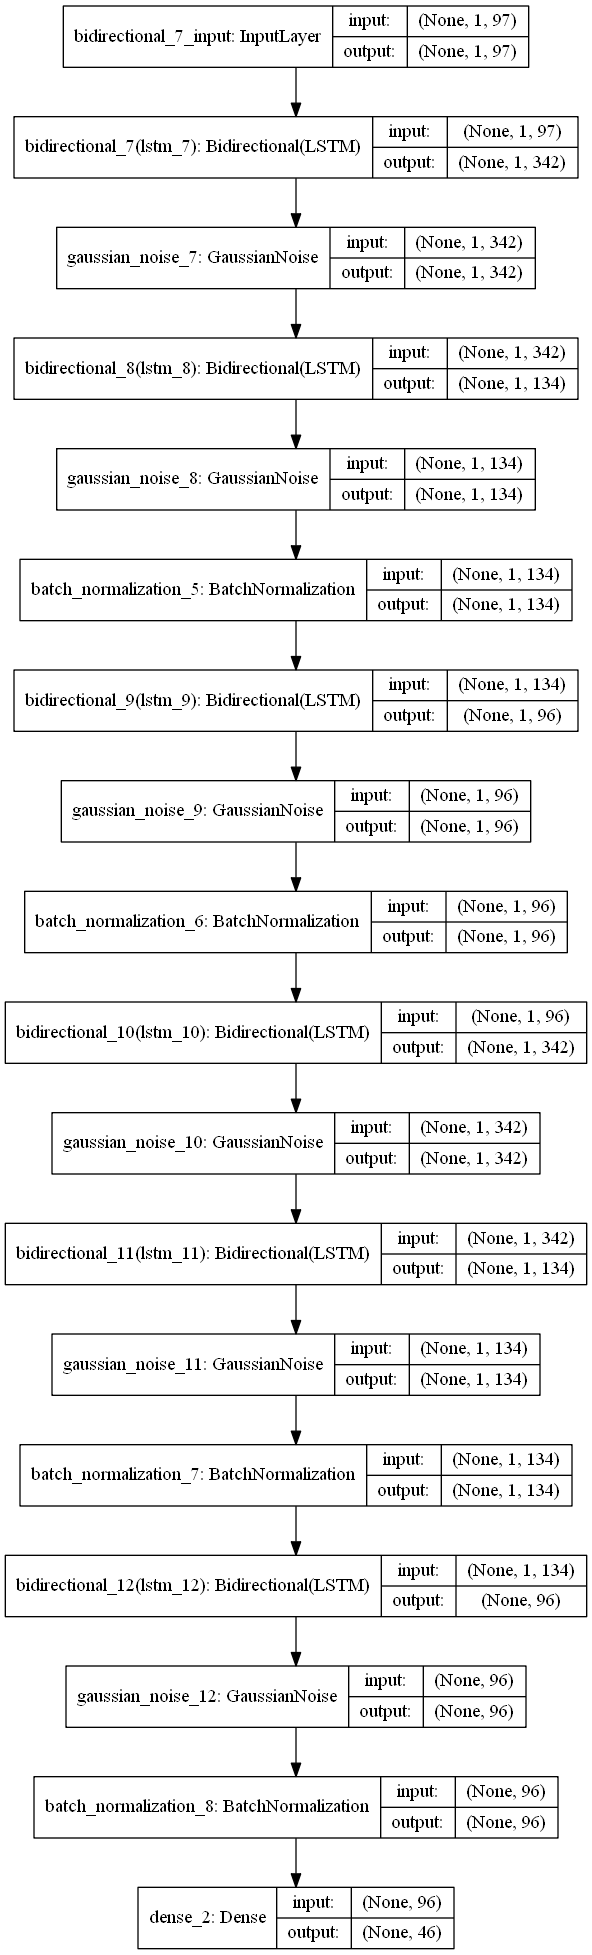 bidirectional_7_input: InputLayer
input: (None, 1, 97)
output: (None, 1, 97)
bidirectional_7(lstm_7): Bidirectional(LSTM)
input: (None, 1, 97)
output: (None, 1, 342)
gaussian_noise_7: GaussianNoise
input: (None, 1, 342)
output: (None, 1, 342)
bidirectional_8(lstm_8): Bidirectional(LSTM)
input: (None, 1, 342)
output: (None, 1, 134)
gaussian_noise_8: GaussianNoise
input: (None, 1, 134)
output: (None, 1, 134)
batch_normalization_5: BatchNormalization
input: (None, 1, 134)
output: (None, 1, 134)
bidirectional_9(lstm_9): Bidirectional(LSTM)
input: (None, 1, 134)
output: (None, 1, 96)
gaussian_noise_9: GaussianNoise
input: (None, 1, 96)
output: (None, 1, 96)
batch_normalization_6: BatchNormalization
input: (None, 1, 96)
output: (None, 1, 96)
bidirectional_10(lstm_10): Bidirectional(LSTM)
input: (None, 1, 96)
output: (None, 1, 342)
gaussian_noise_10: GaussianNoise
input: (None, 1, 342)
output: (None, 1, 342)
bidirectional_11(lstm_11): Bidirectional(LSTM)
input: (None, 1, 342)
output: (None, 1, 134)
gaussian_noise_11: GaussianNoise
input: (None, 1, 134)
output: (None, 1, 134)
batch_normalization_7: BatchNormalization
input: (None, 1, 134)
output: (None, 1, 134)
bidirectional_12(lstm_12): Bidirectional(LSTM)
input: (None, 1, 134)
output: (None, 96)
gaussian_noise_12: GaussianNoise
input: (None, 96)
output: (None, 96)
batch_normalization_8: BatchNormalization
input: (None, 96)
output: (None, 96)
dense_2: Dense
input: (None, 96)
output: (None, 46)